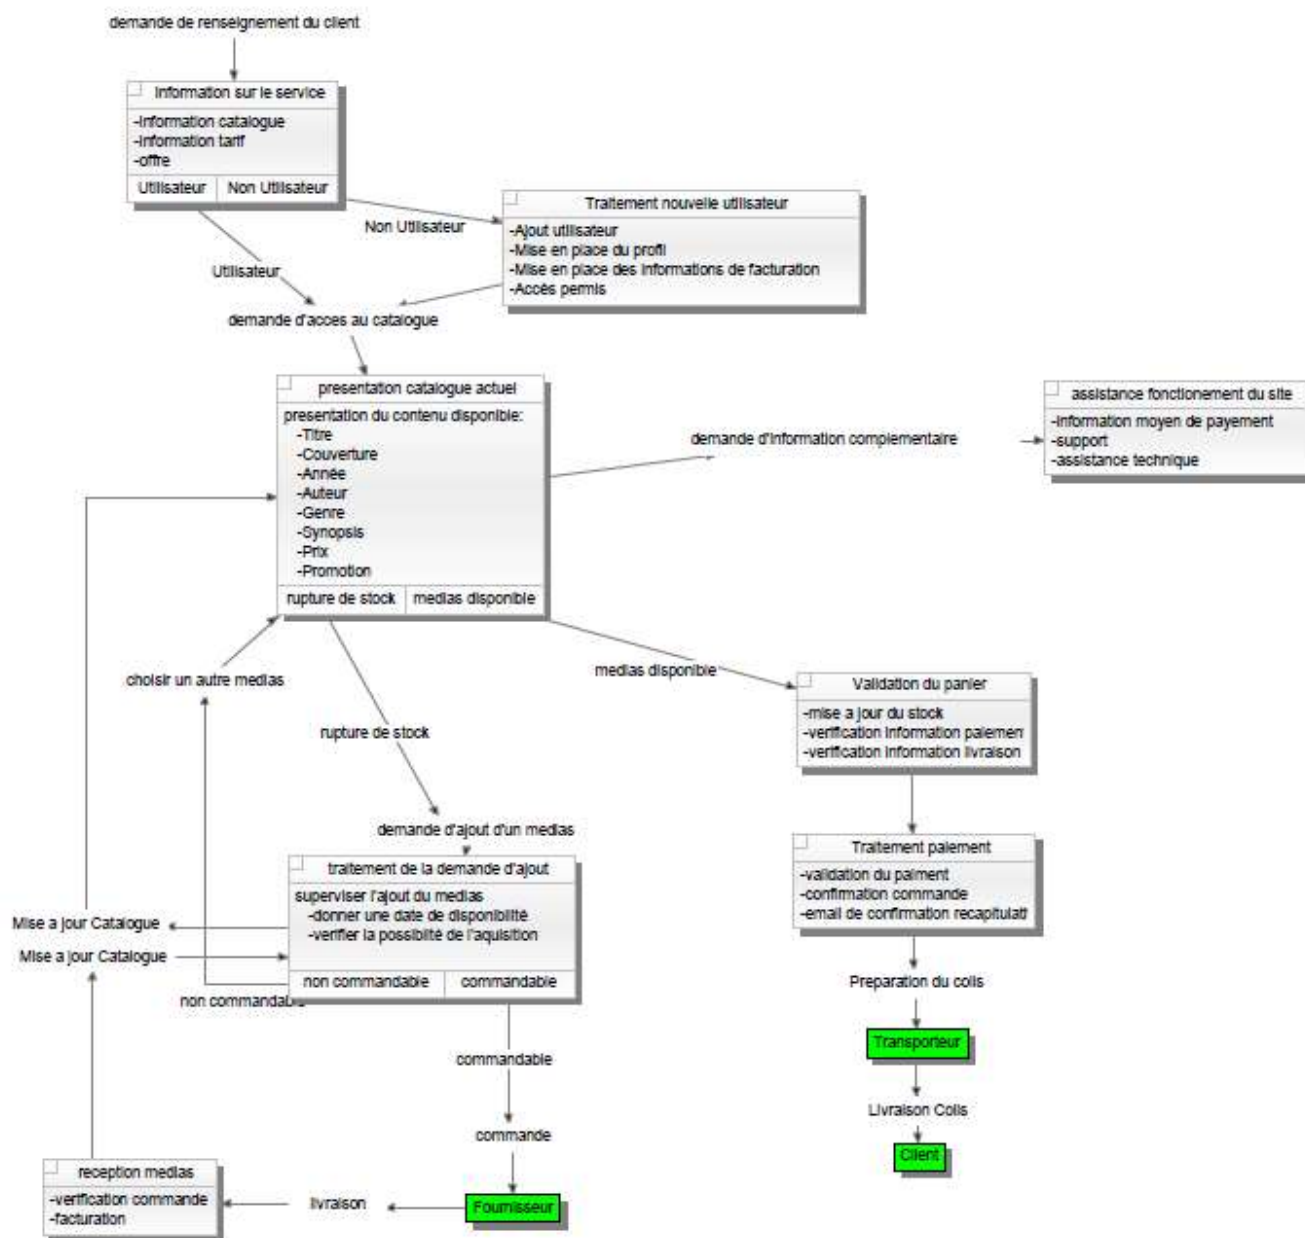 demande de renseignement du client
Information sur le service
-Information catalogue
-Information tarif
-offre
Utilisateur
Non Utilisateur
Non Utilisateur
Utilisateur
Traitement nouvelle utilisateur
-Ajout utilisateur
-Mise en place du profil
-Mise en place des informations de facturation
-Accès permis
demande d'acces au catalogue
presentation catalogue actuel
presentation du contenu disponible:
-Titre
-Couverture
-Année
-Auteur
-Genre
-Synopsis
-Prix
-Promotion
rupture de stock
medias disponible
demande d'information complementaire
assistance fonctionement du site
-information moyen de payement
-support
-assistance technique
choisir un autre medias
rupture de stock
medias disponible
Validation du panier
-mise a jour du stock
-verification information paiement
-verification information livraison
demande d'ajout d'un medias
traitement de la demande d'ajout
superviser l'ajout du medias
-donner une date de disponibilité
-verifier la possibilté de l'aquisition
non commandable
commandable
Mise a jour Catalogue
Mise a jour Catalogue
non commandable
Traitement paiement
-validation du paiment
-confirmation commande
-email de confirmation recapitulati
Preparation du colis
Transporteur
Livraison Colis
Client
commandable
commande
Fournisseur
livraison
reception medias
-verification commande
-facturation